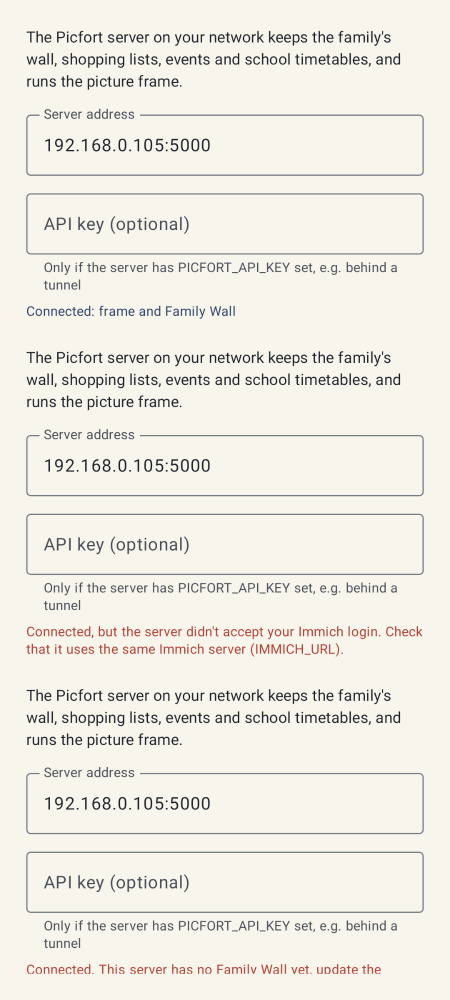 The Picfort server on your network keeps the family's
wall, shopping lists, events and school timetables, and
runs the picture frame.
Server address
192.168.0.105:5000
API key (optional)
Only if the server has PICFORT_API_KEY set, e.g. behind a
tunnel
Connected: frame and Family Wall
The Picfort server on your network keeps the family's
wall, shopping lists, events and school timetables, and
runs the picture frame.
Server address
192.168.0.105:5000
API key (optional)
Only if the server has PICFORT_API_KEY set, e.g. behind a
tunnel
Connected, but the server didn't accept your Immich login. Check
that it uses the same Immich server (IMMICH_URL).
The Picfort server on your network keeps the family's
wall, shopping lists, events and school timetables, and
runs the picture frame.
Server address
192.168.0.105:5000
API key (optional)
Only if the server has PICFORT_API_KEY set, e.g. behind a
tunnel
Connected. This server has no Family Wall yet, update the